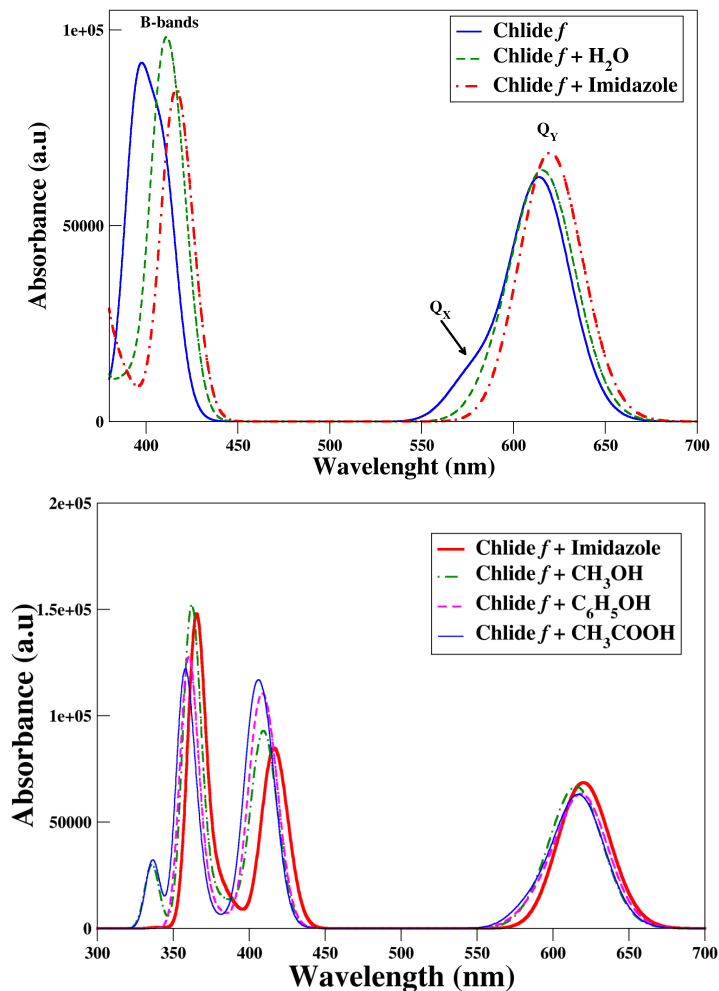 B-bands
1e+05
50000
0
Absorbance (a.u)
Chlide f
Chlide f + H2O
Chlide f + Imidazole
QY
QX
400 450 500 550 600 650 700
Wavelenght (nm)
2e+05
1.5e+05
1e+05
50000
0
Absorbance (a.u)
Chlide f + Imidazole
Chlide f + CH3OH
Chlide f + C6H5OH
Chlide f + CH3COOH
300 350 400 450 500 550 600 650 700
Wavelength (nm)